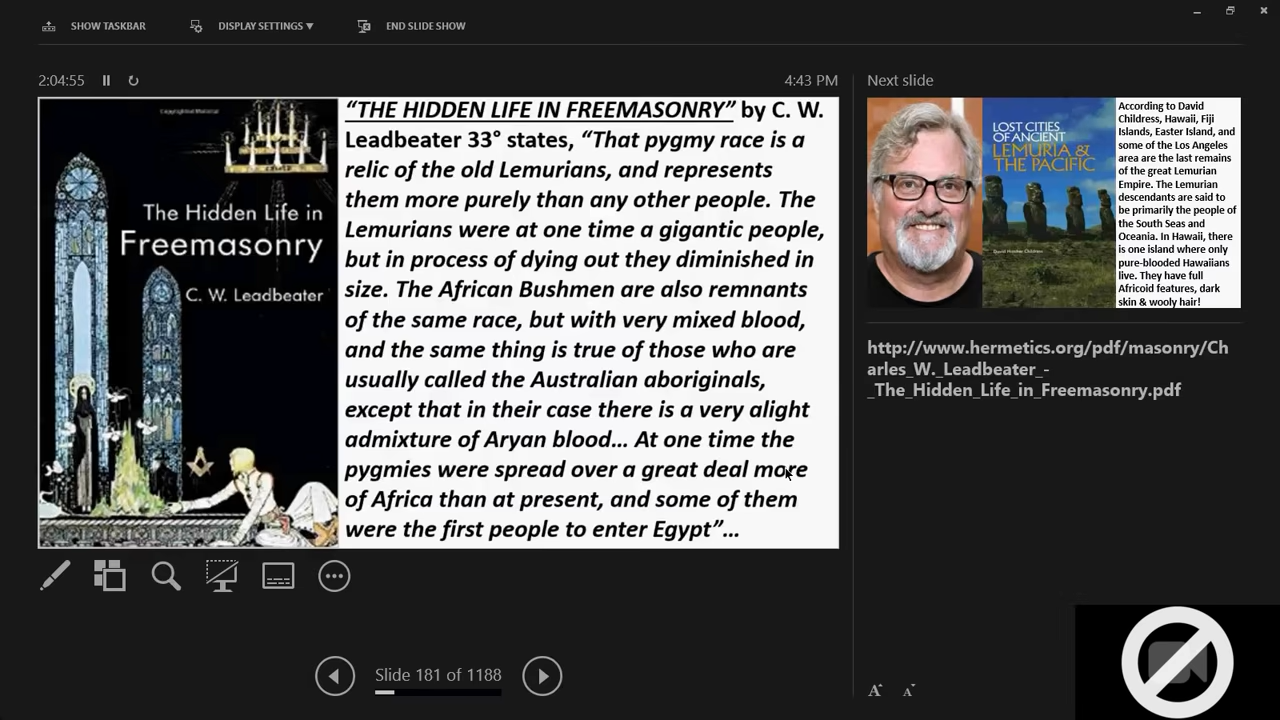 SHOW TASKBAR
DISPLAY SETTINGS ▼
END SLIDE SHOW
2:04:55
4:43 PM
The Hidden Life in
Freemasonry
C. W. Leadbeater
“THE HIDDEN LIFE IN FREEMASONRY” by C. W.
Leadbeater 33° states, “That pygmy race is a
relic of the old Lemurians, and represents
them more purely than any other people. The
Lemurians were at one time a gigantic people,
but in process of dying out they diminished in
size. The African Bushmen are also remnants
of the same race, but with very mixed blood,
and the same thing is true of those who are
usually called the Australian aboriginals,
except that in their case there is a very alight
admixture of Aryan blood... At one time the
pygmies were spread over a great deal more
of Africa than at present, and some of them
were the first people to enter Egypt”...
Slide 181 of 1188
Next slide
LOST CITIES
OF ANCIENT
LEMURIA &
THE PACIFIC
David Hatcher Childress
According to David
Childress, Hawaii, Fiji
Islands, Easter Island, and
some of the Los Angeles
area are the last remains
of the great Lemurian
Empire. The Lemurian
descendants are said to
be primarily the people of
the South Seas and
Oceania. In Hawaii, there
is one island where only
pure-blooded Hawaiians
live. They have full
Africoid features, dark
skin & wooly hair!
http://www.hermetics.org/pdf/masonry/Ch
arles_W._Leadbeater_-
_The_Hidden_Life_in_Freemasonry.pdf
A A